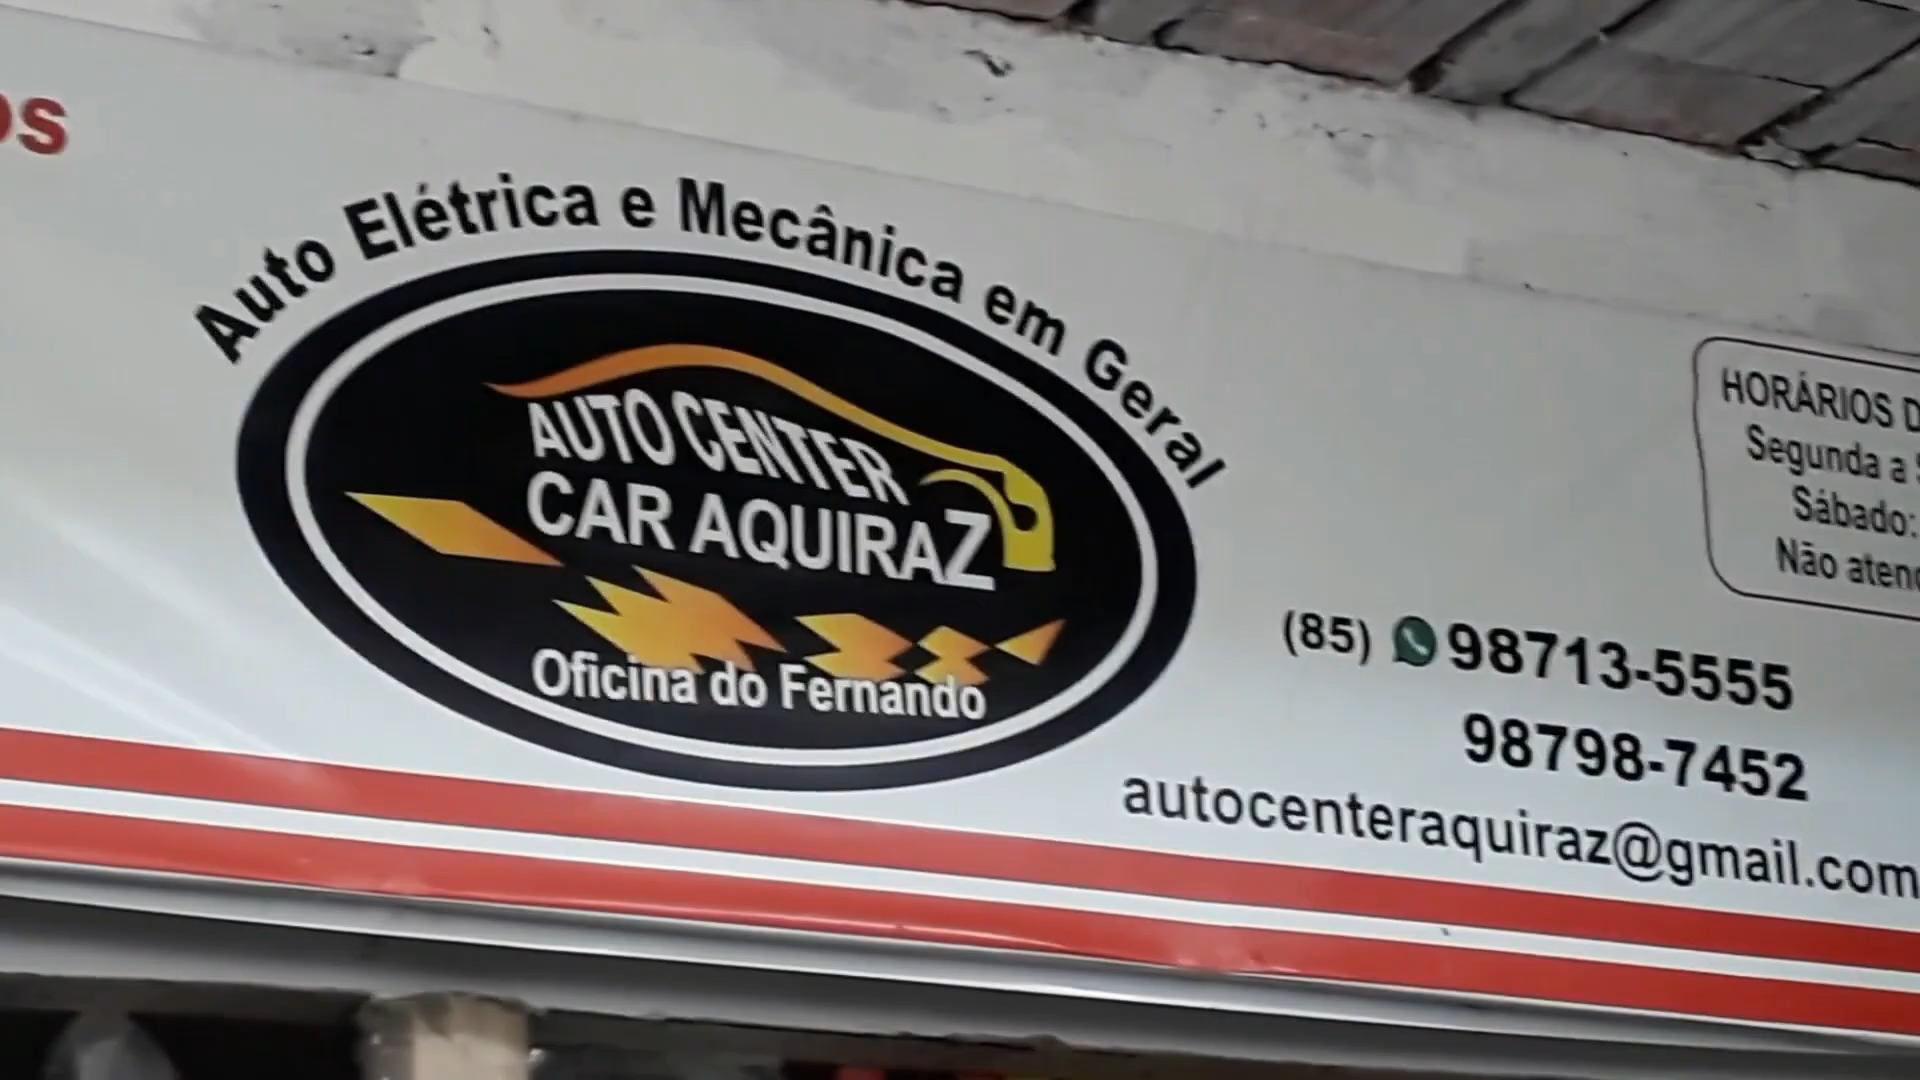 Auto Elétrica e Mecânica em Geral
AUTO CENTER
CAR AQUIRAZ
Oficina do Fernando
HORÁRIOS
Segunda a
Sábado:
Não
(85) 98713-5555
98798-7452
autocenteraquiraz@gmail.com